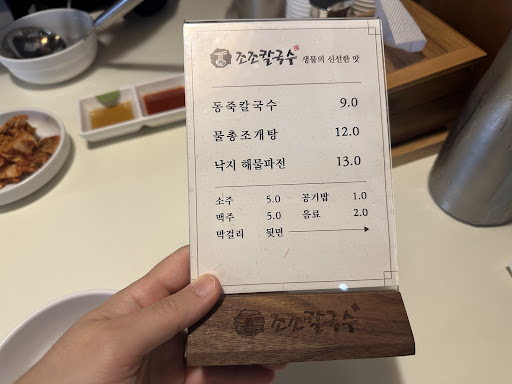 조조칼국수 생물의 신선한 맛
동죽칼국수 9.0
물총조개탕 12.0
낙지 해물파전 13.0
소주 5.0 공기밥 1.0
맥주 5.0 음료 2.0
막걸리 뒷면
조조칼국수